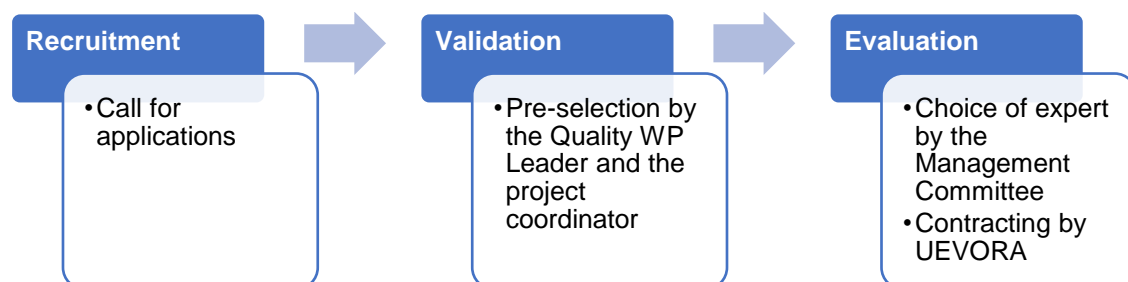 Recruitment
•Call for
applications
Validation
•Pre-selection by
the Quality WP
Leader and the
project
coordinator
Evaluation
•Choice of expert
by the
Management
Committee
•Contracting by
UEVORA